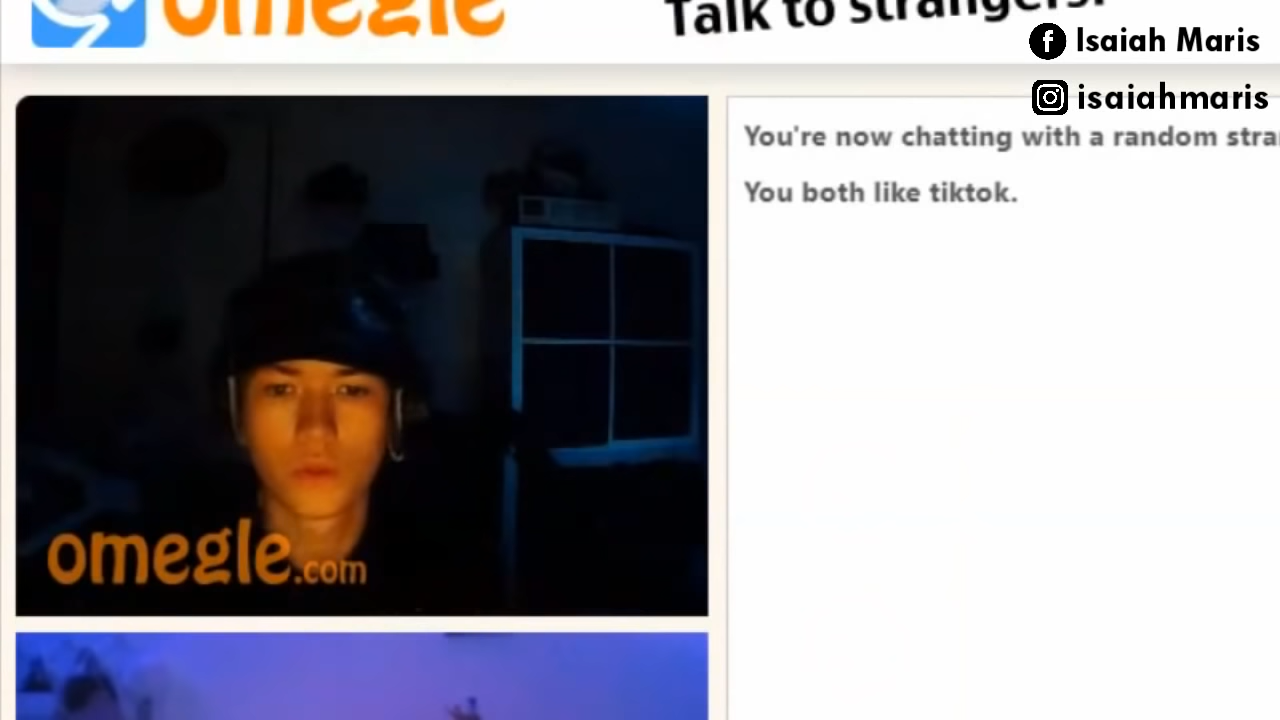 omegle
Talk to strangers!
Isaiah Maris
isaiahmaris
You're now chatting with a random stra
You both like tiktok.
omegle.com